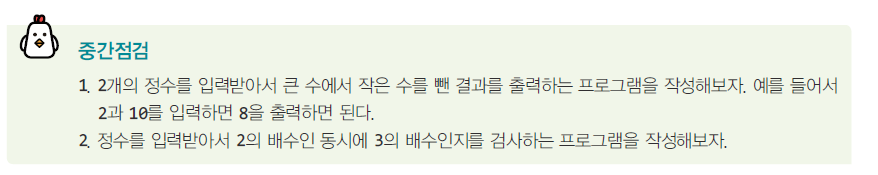 중간점검
1. 2개의 정수를 입력받아서 큰 수에서 작은 수를 뺀 결과를 출력하는 프로그램을 작성해보자. 예를 들어서
2과 10를 입력하면 8을 출력하면 된다.
2. 정수를 입력받아서 2의 배수인 동시에 3의 배수인지를 검사하는 프로그램을 작성해보자.